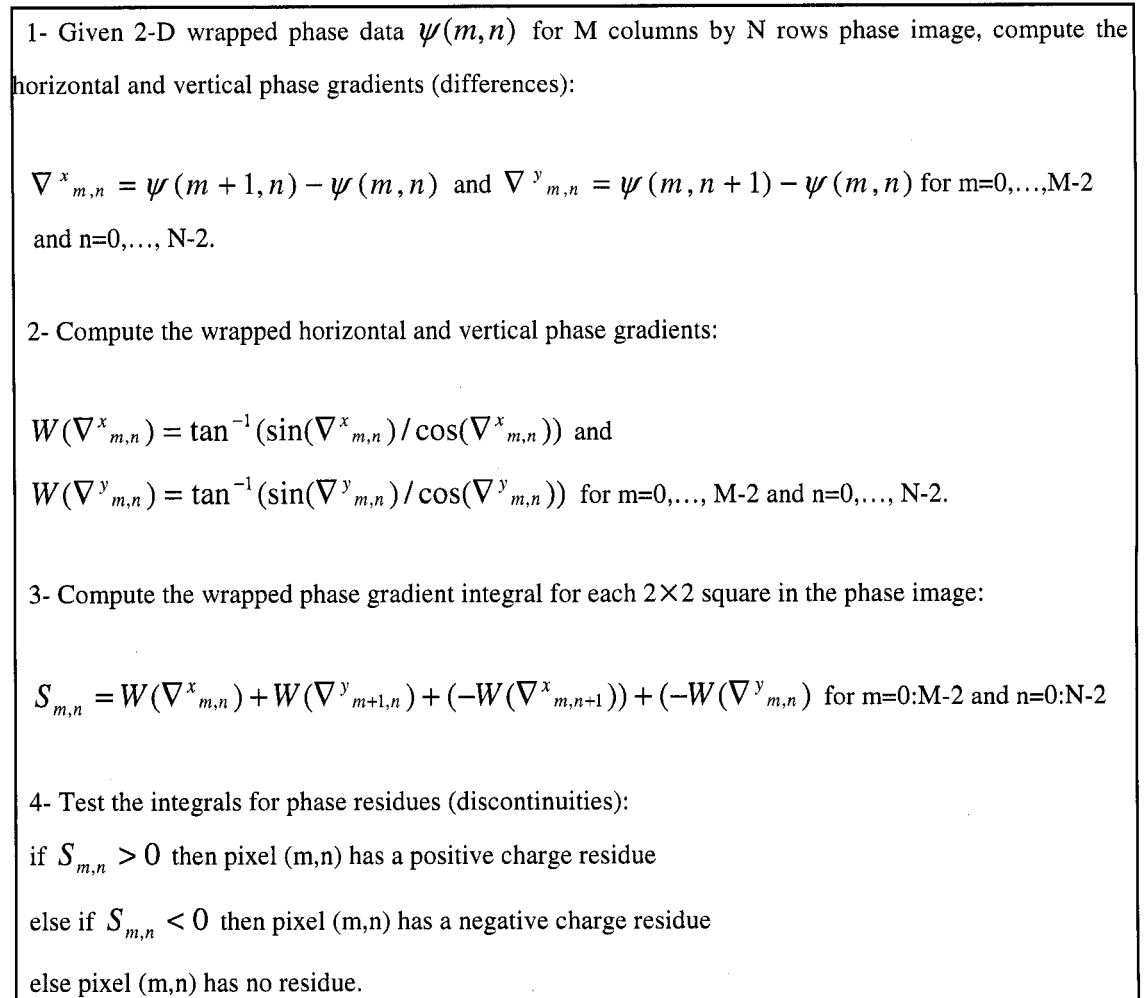 1- Given 2-D wrapped phase data ψ(m,n) for M columns by N rows phase image, compute the
horizontal and vertical phase gradients (differences):
∇ˣₘ,ₙ = ψ(m+1,n) − ψ(m,n) and ∇ʸₘ,ₙ = ψ(m,n+1) − ψ(m,n) for m=0,...,M-2
and n=0,..., N-2.
2- Compute the wrapped horizontal and vertical phase gradients:
W(∇ˣₘ,ₙ) = tan⁻¹(sin(∇ˣₘ,ₙ)/cos(∇ˣₘ,ₙ)) and
W(∇ʸₘ,ₙ) = tan⁻¹(sin(∇ʸₘ,ₙ)/cos(∇ʸₘ,ₙ)) for m=0,..., M-2 and n=0,..., N-2.
3- Compute the wrapped phase gradient integral for each 2×2 square in the phase image:
Sₘ,ₙ = W(∇ˣₘ,ₙ) + W(∇ʸₘ₊₁,ₙ) + (−W(∇ˣₘ,ₙ₊₁)) + (−W(∇ʸₘ,ₙ) for m=0:M-2 and n=0:N-2
4- Test the integrals for phase residues (discontinuities):
if Sₘ,ₙ > 0 then pixel (m,n) has a positive charge residue
else if Sₘ,ₙ < 0 then pixel (m,n) has a negative charge residue
else pixel (m,n) has no residue.